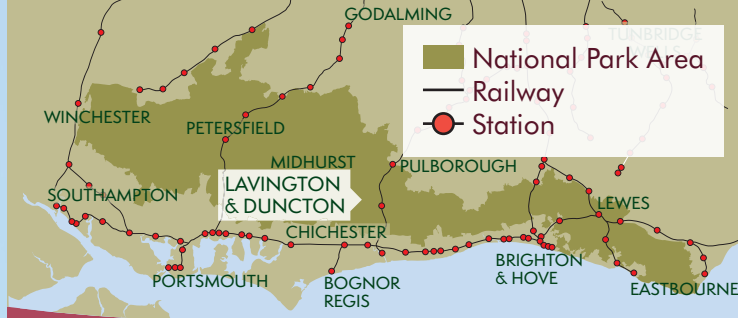 GODALMING
TUNBRIDGE
WELLS
National Park Area
Railway
Station
WINCHESTER
PETERSFIELD
MIDHURST
PULBOROUGH
LAVINGTON
& DUNCTON
SOUTHAMPTON
LEWES
CHICHESTER
BRIGHTON
& HOVE
PORTSMOUTH
BOGNOR
REGIS
EASTBOURNE